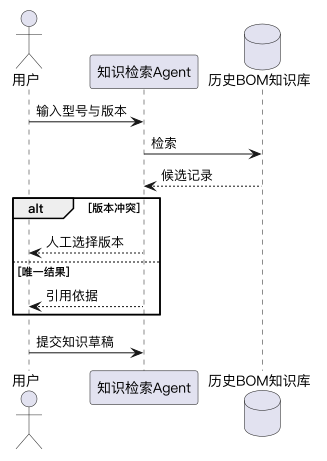 用户
知识检索Agent
历史BOM知识库
输入型号与版本
检索
候选记录
alt
[版本冲突]
人工选择版本
[唯一结果]
引用依据
提交知识草稿
用户
知识检索Agent
历史BOM知识库